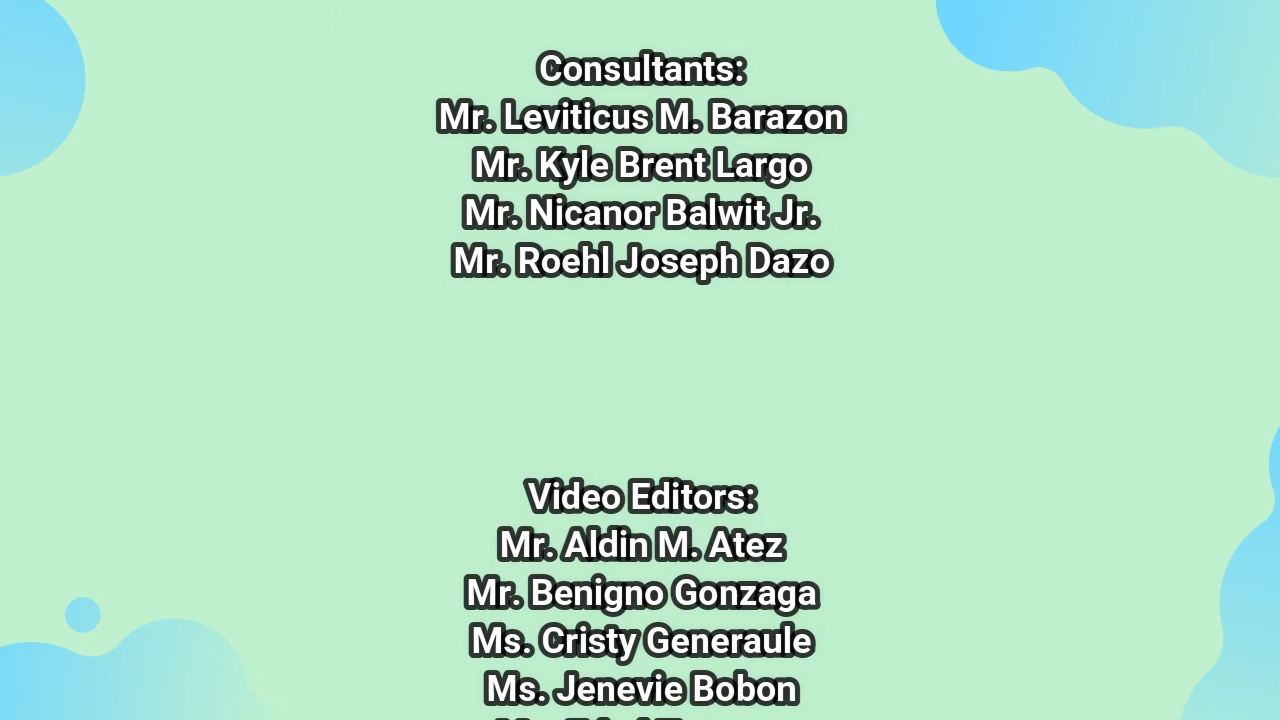 Consultants:
Mr. Leviticus M. Barazon
Mr. Kyle Brent Largo
Mr. Nicanor Balwit Jr.
Mr. Roehl Joseph Dazo
Video Editors:
Mr. Aldin M. Atez
Mr. Benigno Gonzaga
Ms. Cristy Generaule
Ms. Jenevie Bobon